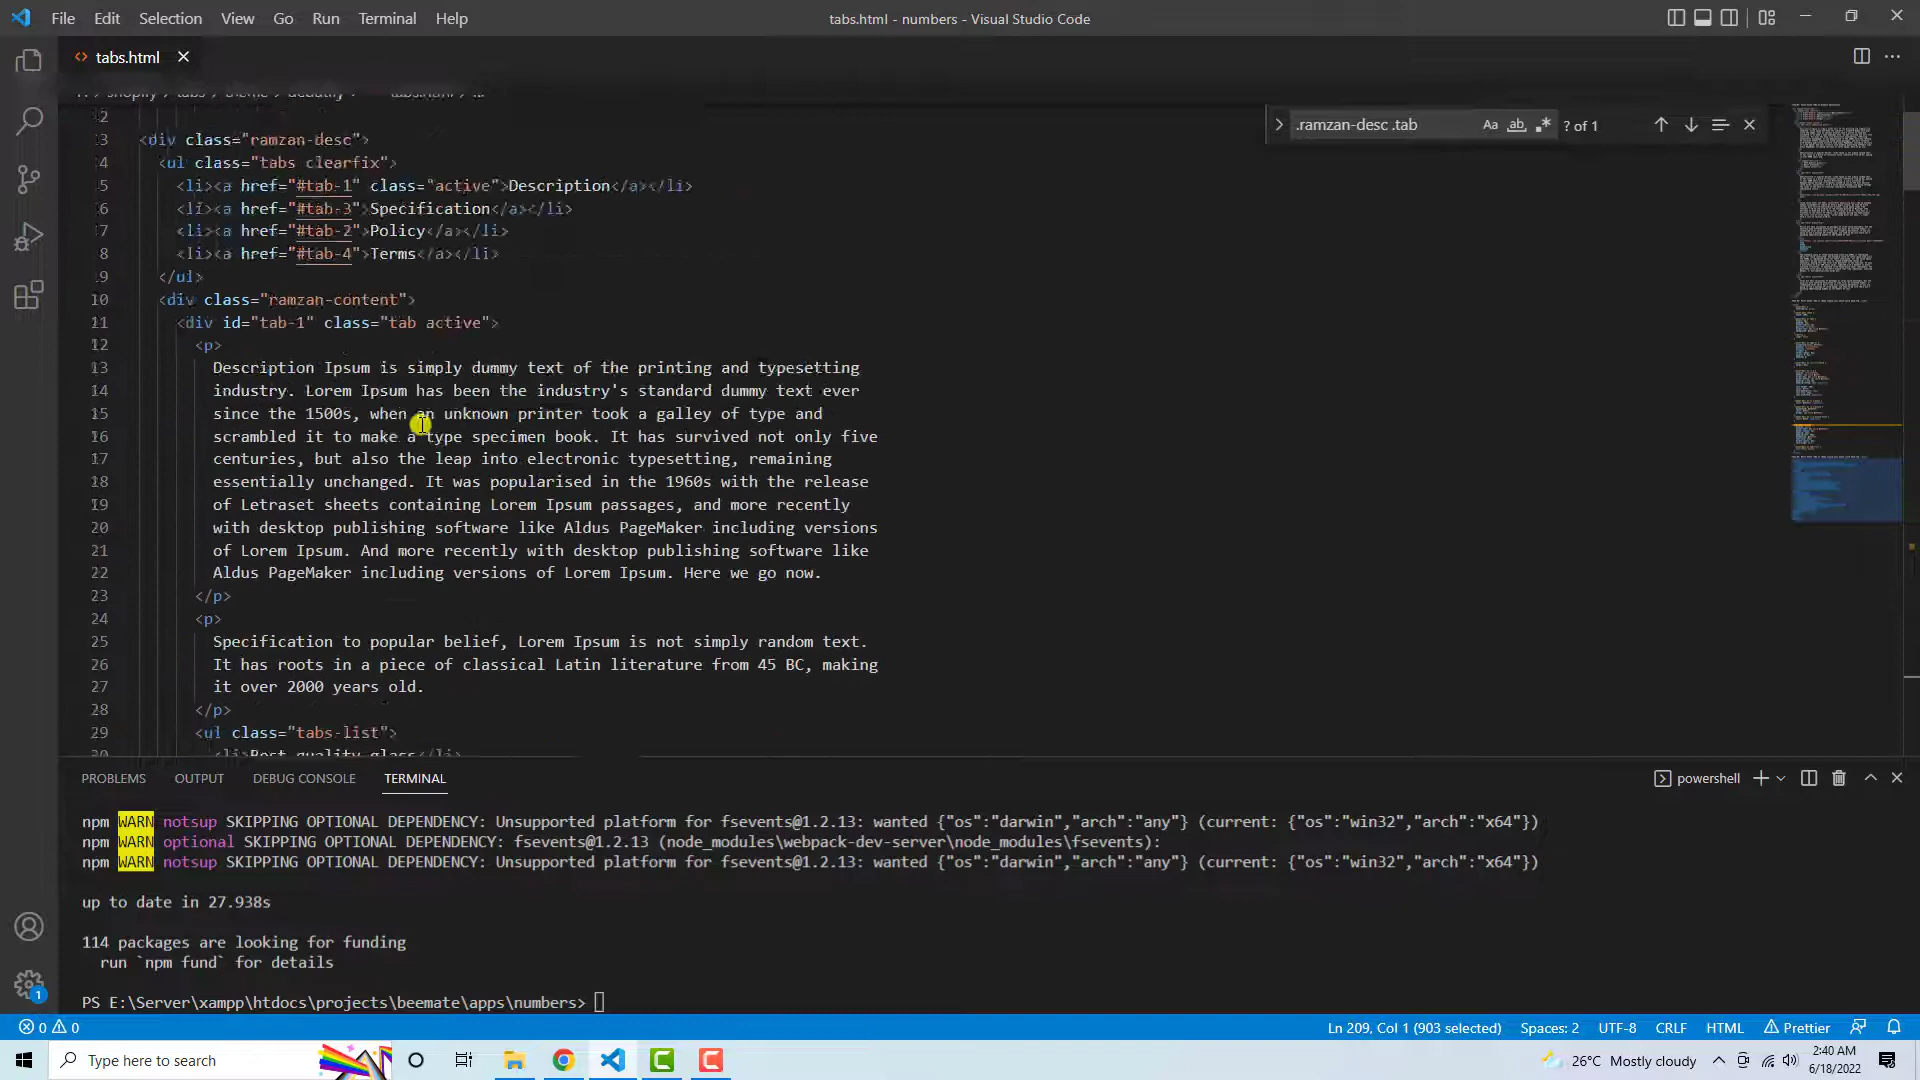 File Edit Selection View Go Run Terminal Help
tabs.html - numbers - Visual Studio Code
tabs.html
.ramzan-desc .tab
Aa ab
? of 1
2
3 <div class="ramzan-desc">
4 <ul class="tabs clearfix">
5 <li><a href="#tab-1" class="active">Description</a></li>
6 <li><a href="#tab-3">Specification</a></li>
7 <li><a href="#tab-2">Policy</a></li>
8 <li><a href="#tab-4">Terms</a></li>
9 </ul>
10 <div class="ramzan-content">
11 <div id="tab-1" class="tab active">
12 <p>
13 Description Ipsum is simply dummy text of the printing and typesetting
14 industry. Lorem Ipsum has been the industry's standard dummy text ever
15 since the 1500s, when an unknown printer took a galley of type and
16 scrambled it to make a type specimen book. It has survived not only five
17 centuries, but also the leap into electronic typesetting, remaining
18 essentially unchanged. It was popularised in the 1960s with the release
19 of Letraset sheets containing Lorem Ipsum passages, and more recently
20 with desktop publishing software like Aldus PageMaker including versions
21 of Lorem Ipsum. And more recently with desktop publishing software like
22 Aldus PageMaker including versions of Lorem Ipsum. Here we go now.
23 </p>
24 <p>
25 Specification to popular belief, Lorem Ipsum is not simply random text.
26 It has roots in a piece of classical Latin literature from 45 BC, making
27 it over 2000 years old.
28 </p>
29 <ul class="tabs-list">
30 <li>Best quality glass</li>
PROBLEMS OUTPUT DEBUG CONSOLE TERMINAL
powershell
npm WARN notsup SKIPPING OPTIONAL DEPENDENCY: Unsupported platform for fsevents@1.2.13: wanted {"os":"darwin","arch":"any"} (current: {"os":"win32","arch":"x64"})
npm WARN optional SKIPPING OPTIONAL DEPENDENCY: fsevents@1.2.13 (node_modules\webpack-dev-server\node_modules\fsevents):
npm WARN notsup SKIPPING OPTIONAL DEPENDENCY: Unsupported platform for fsevents@1.2.13: wanted {"os":"darwin","arch":"any"} (current: {"os":"win32","arch":"x64"})
up to date in 27.938s
114 packages are looking for funding
run `npm fund` for details
PS E:\Server\xampp\htdocs\projects\beemate\apps\numbers>
1
0 0
Ln 209, Col 1 (903 selected) Spaces: 2 UTF-8 CRLF HTML Prettier
Type here to search
26°C Mostly cloudy
2:40 AM
6/18/2022